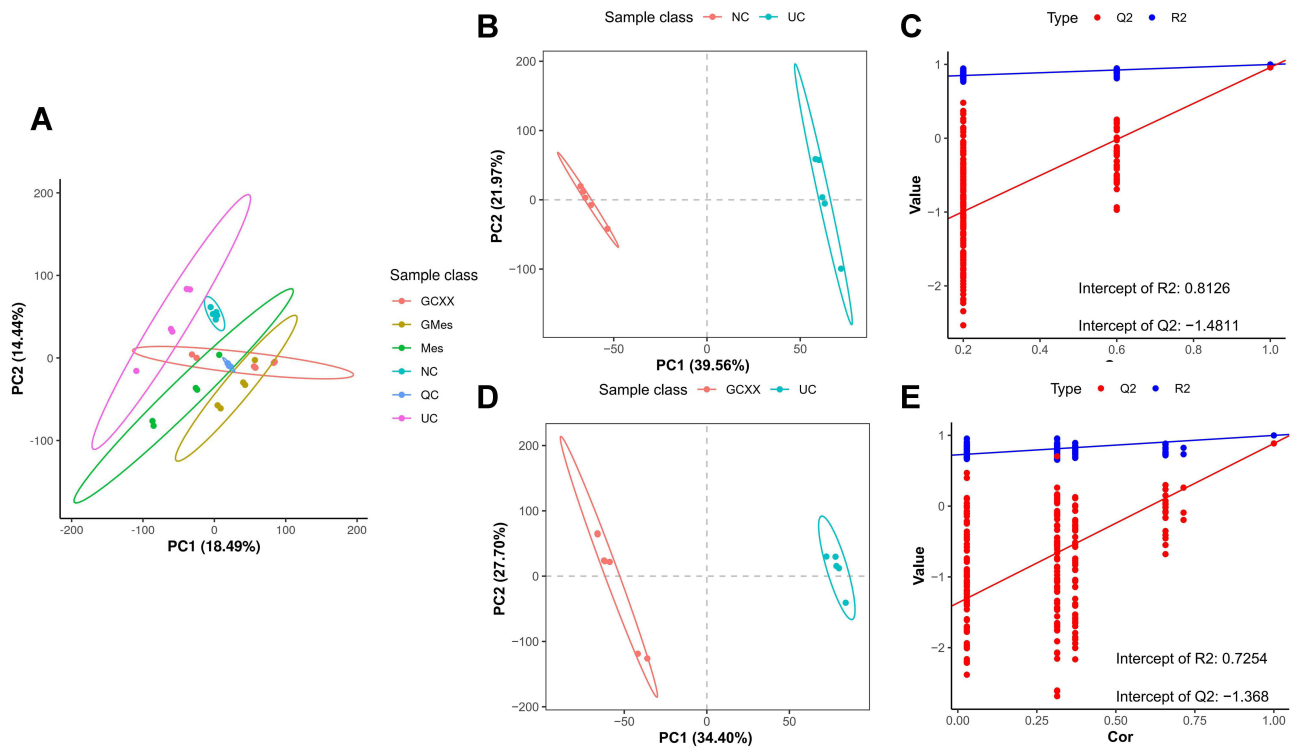 A
PC2 (14.44%)
200
100
0
-100
-200
-100
0
100
200
PC1 (18.49%)
Sample class
GCXX
GMes
Mes
NC
QC
UC
B
Sample class NC UC
PC2 (21.97%)
200
100
0
−100
−50
0
50
PC1 (39.56%)
C
Type Q2 R2
Value
1
0
−1
−2
Intercept of R2: 0.8126
Intercept of Q2: −1.4811
0.2
0.4
0.6
0.8
1.0
D
Sample class GCXX UC
PC2 (27.70%)
200
100
0
−100
−200
−50
0
50
PC1 (34.40%)
E
Type Q2 R2
Value
1
0
−1
−2
Intercept of R2: 0.7254
Intercept of Q2: −1.368
0.00
0.25
0.50
0.75
1.00
Cor